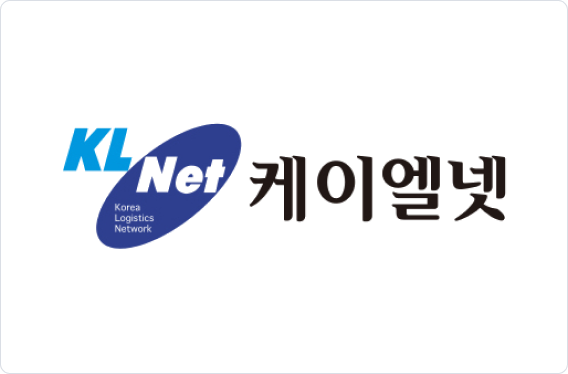 KL
Net
Korea
Logistics
Network
케이엘넷